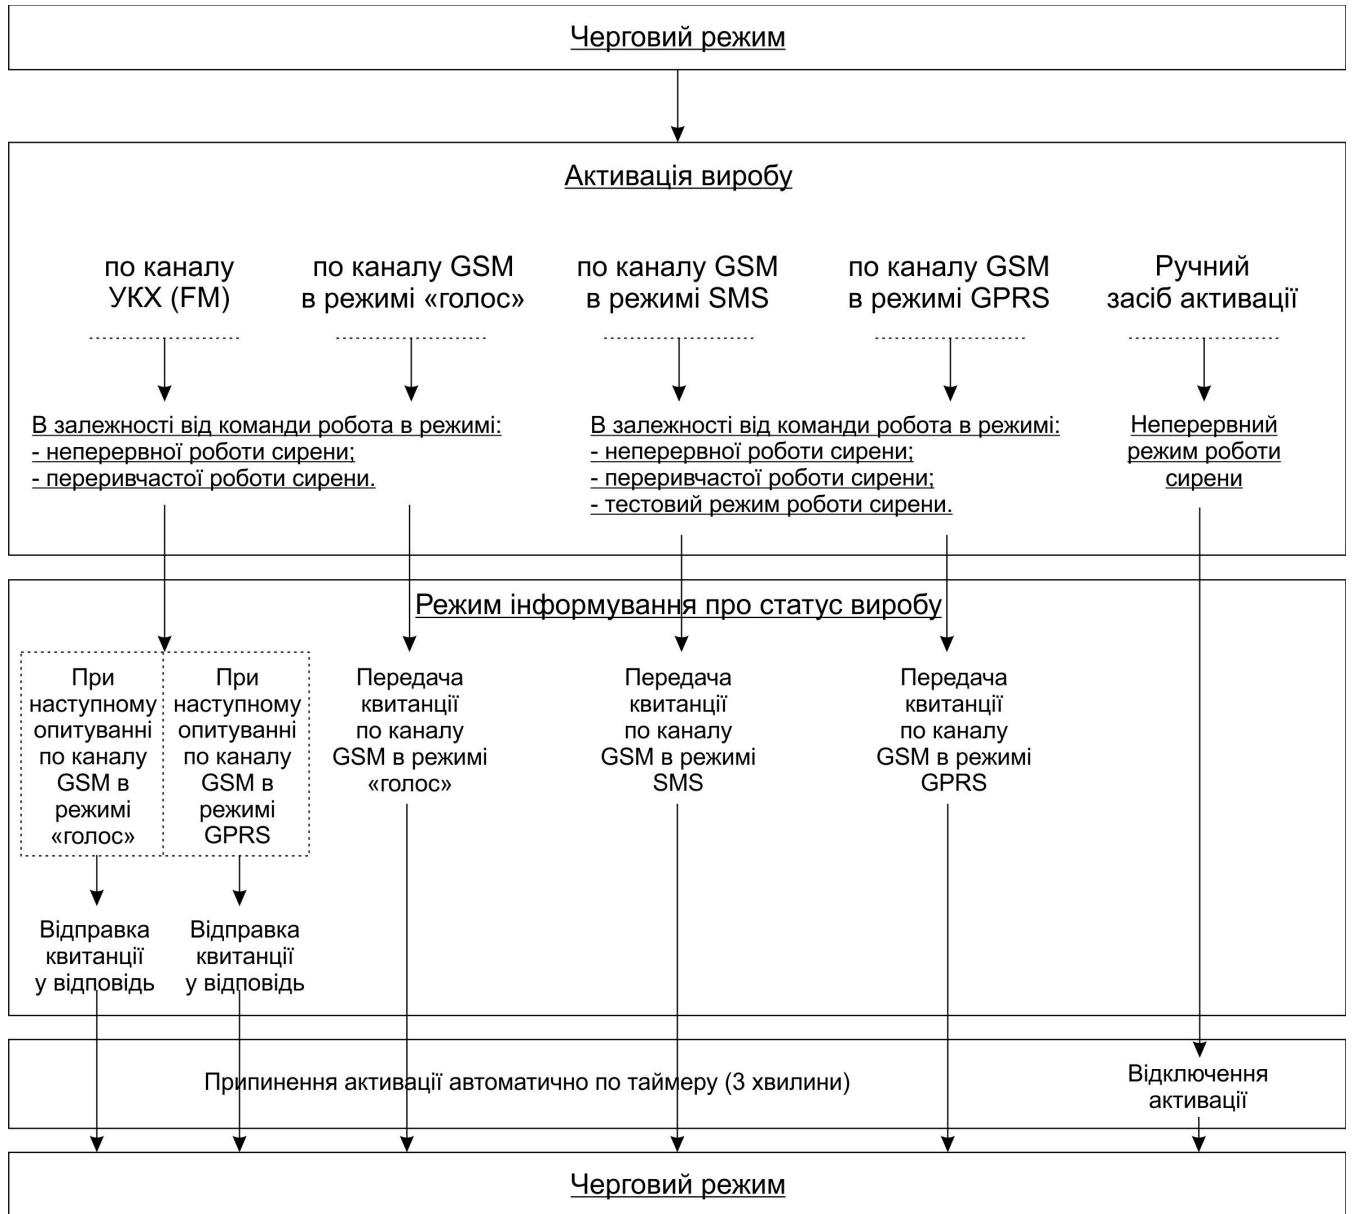 Черговий режим
Активація виробу
по каналу
УКХ (FM)
по каналу GSM
в режимі «голос»
по каналу GSM
в режимі SMS
по каналу GSM
в режимі GPRS
Ручний
засіб активації
В залежності від команди робота в режимі:
- неперервної роботи сирени;
- переривчастої роботи сирени.
В залежності від команди робота в режимі:
- неперервної роботи сирени;
- переривчастої роботи сирени;
- тестовий режим роботи сирени.
Неперервний
режим роботи
сирени
Режим інформування про статус виробу
При
наступному
опитуванні
по каналу
GSM в
режимі
«голос»
При
наступному
опитуванні
по каналу
GSM в
режимі
GPRS
Передача
квитанції
по каналу
GSM в режимі
«голос»
Передача
квитанції
по каналу
GSM в режимі
SMS
Передача
квитанції
по каналу
GSM в режимі
GPRS
Відправка
квитанції
у відповідь
Відправка
квитанції
у відповідь
Припинення активації автоматично по таймеру (3 хвилини)
Відключення
активації
Черговий режим